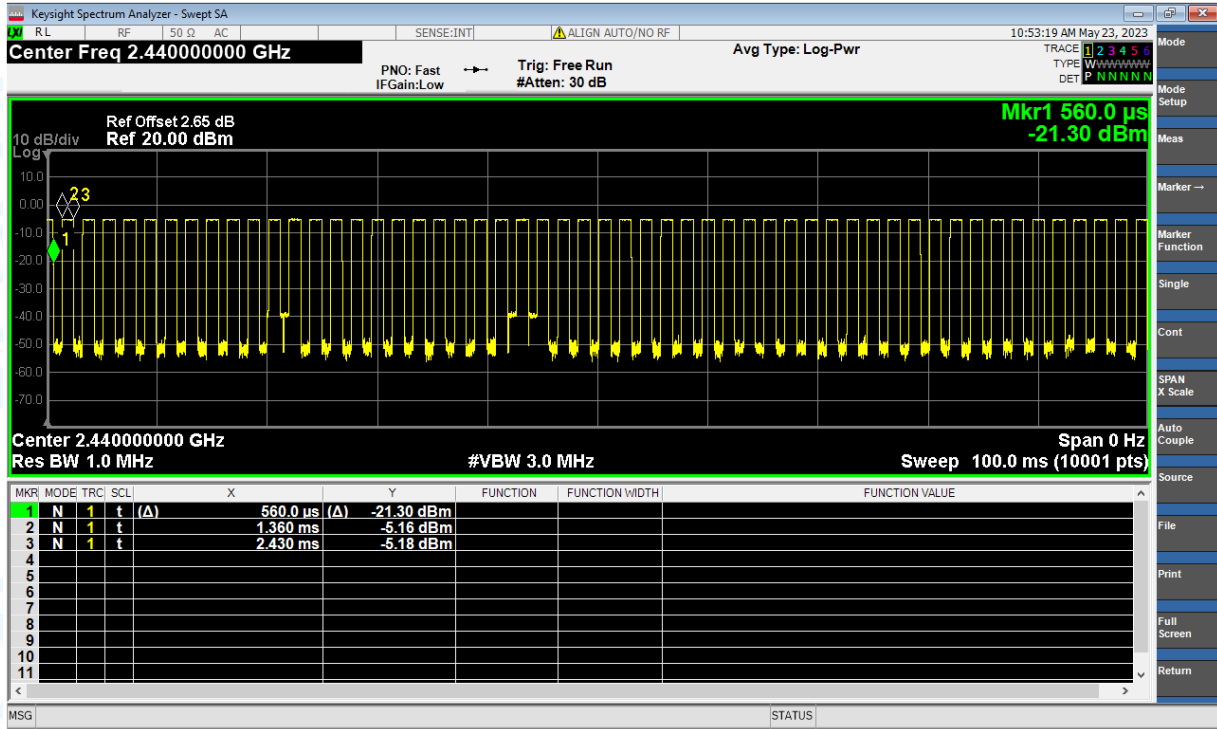 Keysight Spectrum Analyzer - Swept SA
LXI RL RF 50 Ω AC SENSE:INT ALIGN AUTO/NO RF 10:53:19 AM May 23, 2023
Center Freq 2.440000000 GHz
PNO: Fast
IFGain:Low
Trig: Free Run
#Atten: 30 dB
Avg Type: Log-Pwr
TRACE 1 2 3 4 5 6
TYPE WWWWWW
DET P N N N N N
Mkr1 560.0 µs
-21.30 dBm
Ref Offset 2.65 dB
10 dB/div Ref 20.00 dBm
Log
10.0
0.00
-10.0
-20.0
-30.0
-40.0
-50.0
-60.0
-70.0
2 3
1
Center 2.440000000 GHz Span 0 Hz
Res BW 1.0 MHz #VBW 3.0 MHz Sweep 100.0 ms (10001 pts)
MKR MODE TRC SCL X Y FUNCTION FUNCTION WIDTH FUNCTION VALUE
1 N 1 t (Δ) 560.0 µs (Δ) -21.30 dBm
2 N 1 t 1.360 ms -5.16 dBm
3 N 1 t 2.430 ms -5.18 dBm
4
5
6
7
8
9
10
11
MSG STATUS
Mode
Mode
Setup
Meas
Marker →
Marker
Function
Single
Cont
SPAN
X Scale
Auto
Couple
Source
File
Print
Full
Screen
Return